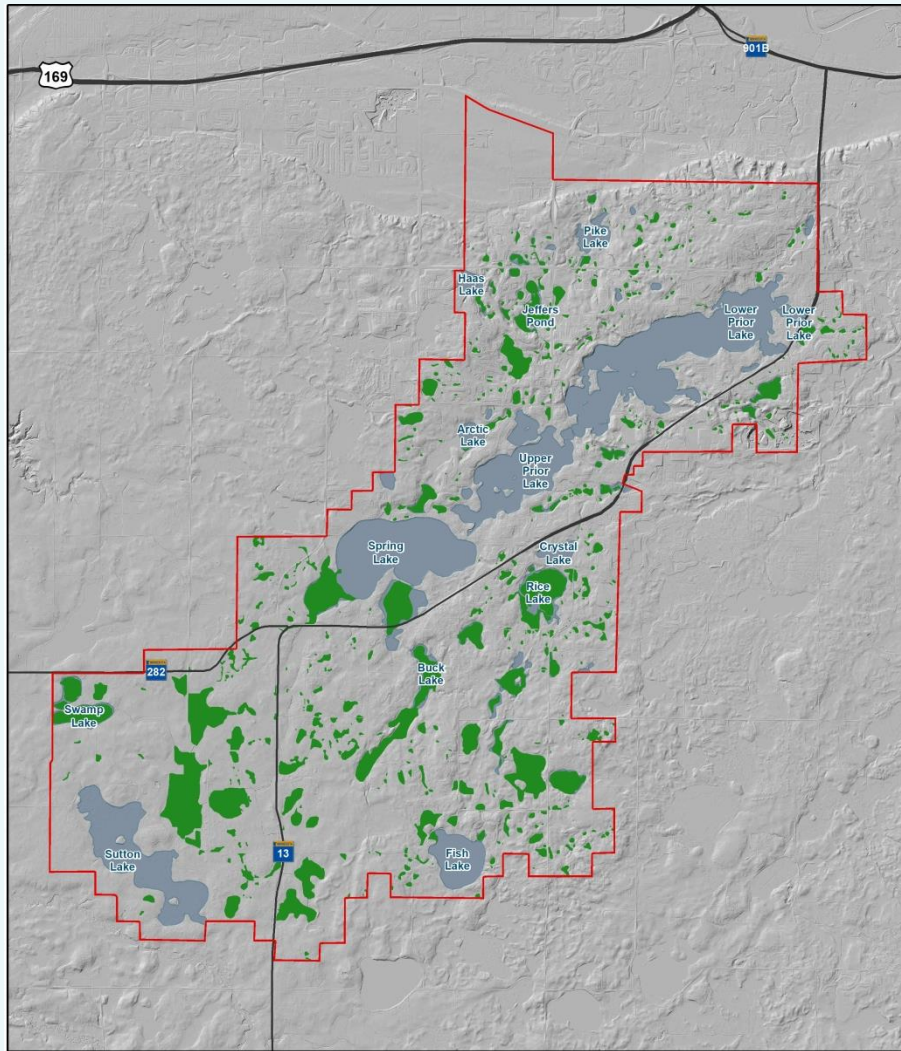 901B
169
Pike
Lake
Haas
Lake
Jeffers
Pond
Lower
Prior
Lake
Lower
Prior
Lake
Arctic
Lake
Upper
Prior
Lake
Spring
Lake
Crystal
Lake
Rice
Lake
Buck
Lake
282
Swamp
Lake
Sutton
Lake
13
Fish
Lake